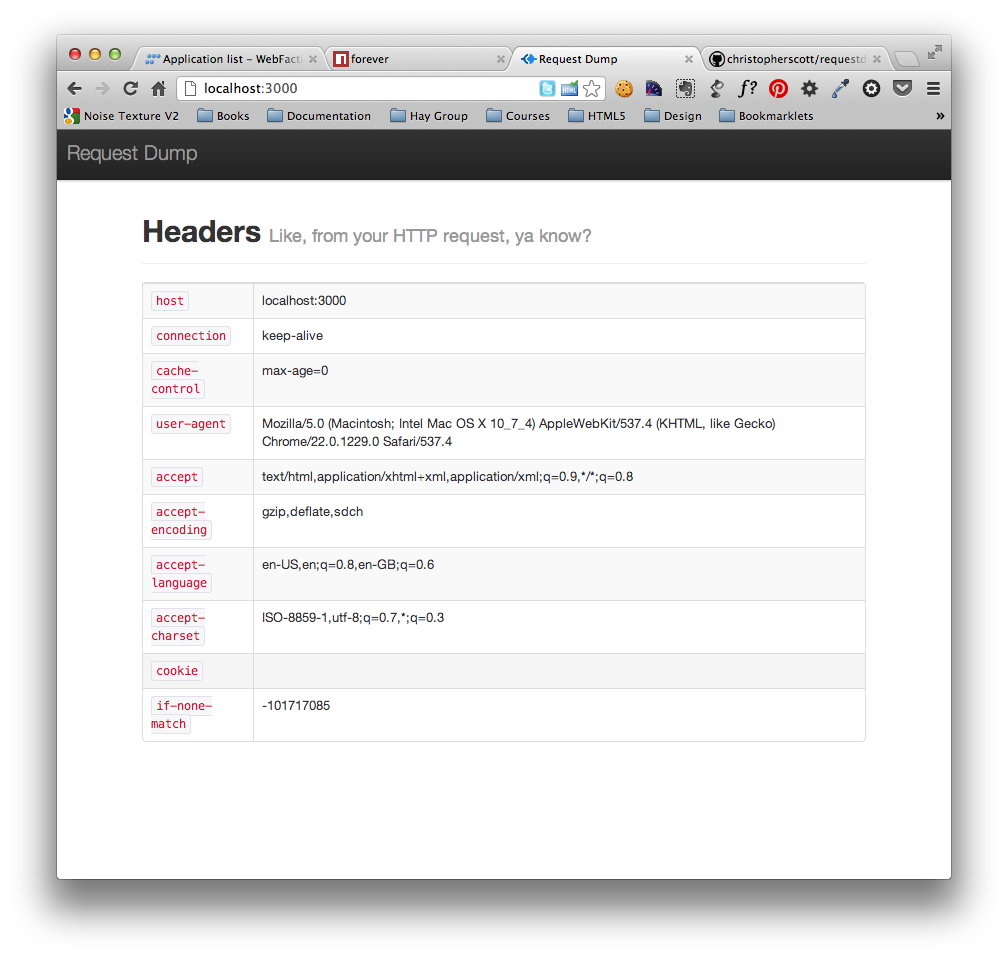 Application list – WebFacti
forever
Request Dump
christopherscott/requestd
localhost:3000
HTML
f?
Noise Texture V2
Books
Documentation
Hay Group
Courses
HTML5
Design
Bookmarklets
»
Request Dump
Headers Like, from your HTTP request, ya know?
host localhost:3000
connection keep-alive
cache- max-age=0
control
user-agent Mozilla/5.0 (Macintosh; Intel Mac OS X 10_7_4) AppleWebKit/537.4 (KHTML, like Gecko)
Chrome/22.0.1229.0 Safari/537.4
accept text/html,application/xhtml+xml,application/xml;q=0.9,*/*;q=0.8
accept- gzip,deflate,sdch
encoding
accept- en-US,en;q=0.8,en-GB;q=0.6
language
accept- ISO-8859-1,utf-8;q=0.7,*;q=0.3
charset
cookie
if-none- -101717085
match